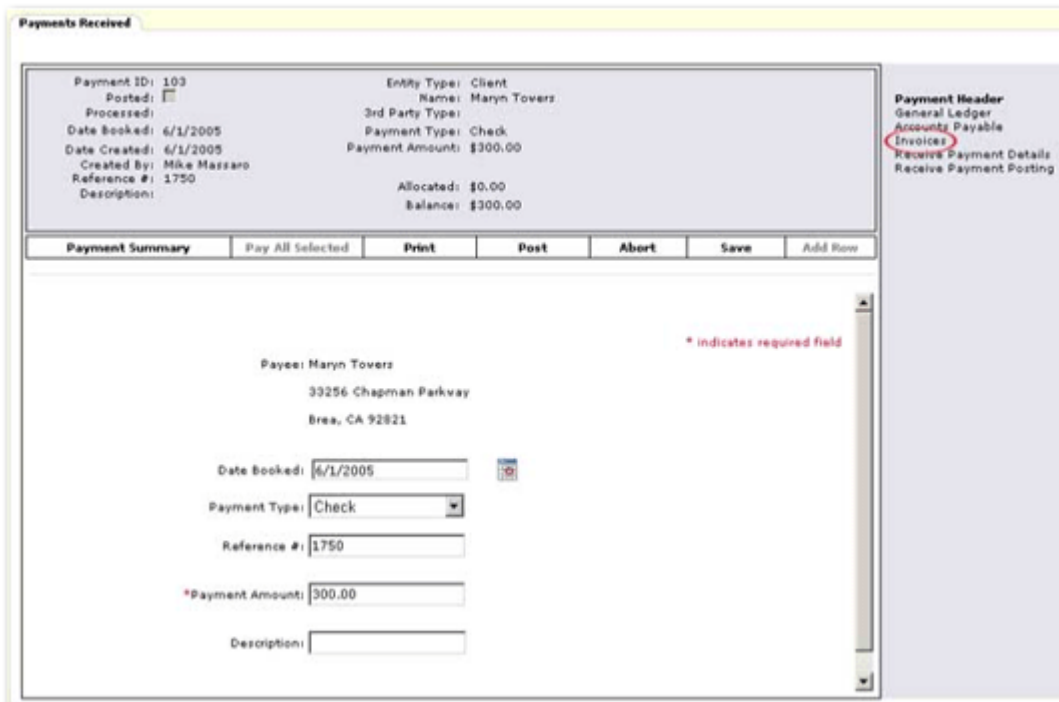 Payments Received
Payment ID: 103
Posted:
Processed:
Date Booked: 6/1/2005
Date Created: 6/1/2005
Created By: Mike Massaro
Reference #: 1750
Description:
Entity Type: Client
Name: Maryn Towers
3rd Party Type:
Payment Type: Check
Payment Amount: $300.00
Allocated: $0.00
Balance: $300.00
Payment Header
General Ledger
Accounts Payable
Invoices
Receive Payment Details
Receive Payment Posting
Payment Summary
Pay All Selected
Print
Post
Abort
Save
Add Row
* indicates required field
Payee: Maryn Towers
33256 Chapman Parkway
Brea, CA 92821
Date Booked: 6/1/2005
Payment Type: Check
Reference #: 1750
*Payment Amount: 300.00
Description: